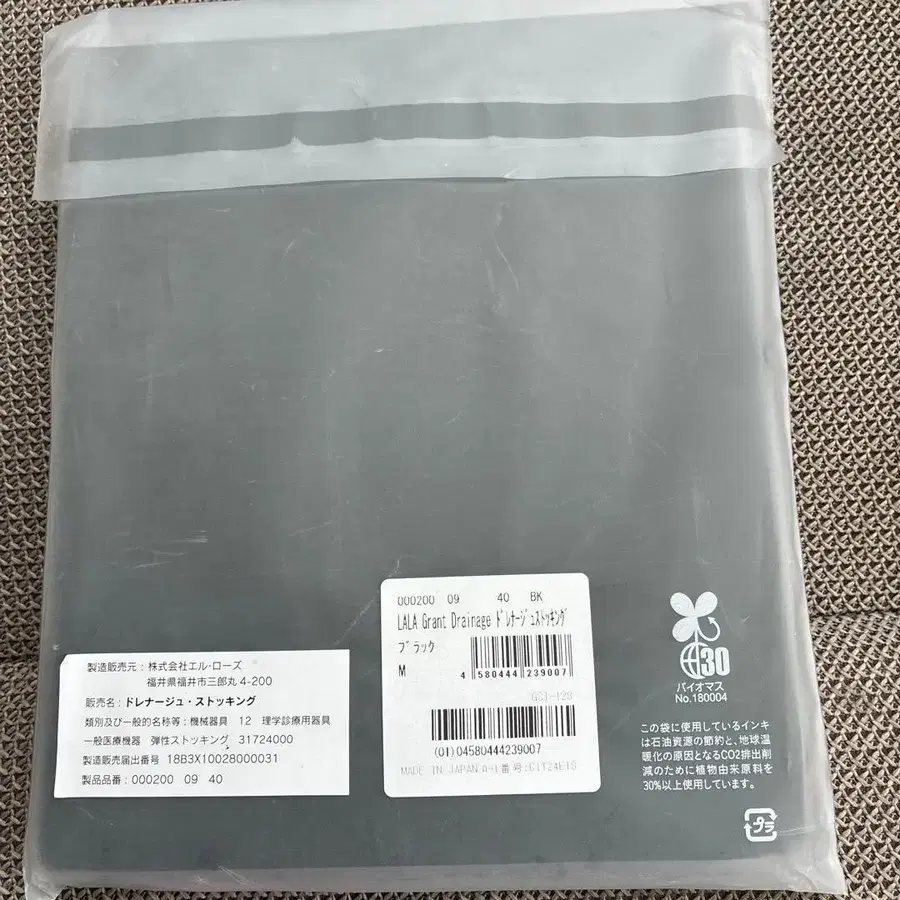 製造販売元：株式会社エル・ローズ
福井県福井市三郎丸4-200
販売名：ドレナージュ・ストッキング
類別及び一般的名称等：機械器具 12 理学診療用器具
一般医療機器 弾性ストッキング 31724000
製造販売届出番号 18B3X10028000031
製品品番：000200 09 40
000200 09 40 BK
LALA Grant Drainage ﾄﾞﾚﾅｰｼﾞｭｽﾄｯｷﾝｸﾞ
ブラック
M
4 580444 239007
GS1-128
(01)04580444239007
MADE IN JAPAN
30
バイオマス
No.180004
この袋に使用しているインキ
は石油資源の節約と、地球温
暖化の原因となるCO2排出削
減のために植物由来原料を
30%以上使用しています。
プラ